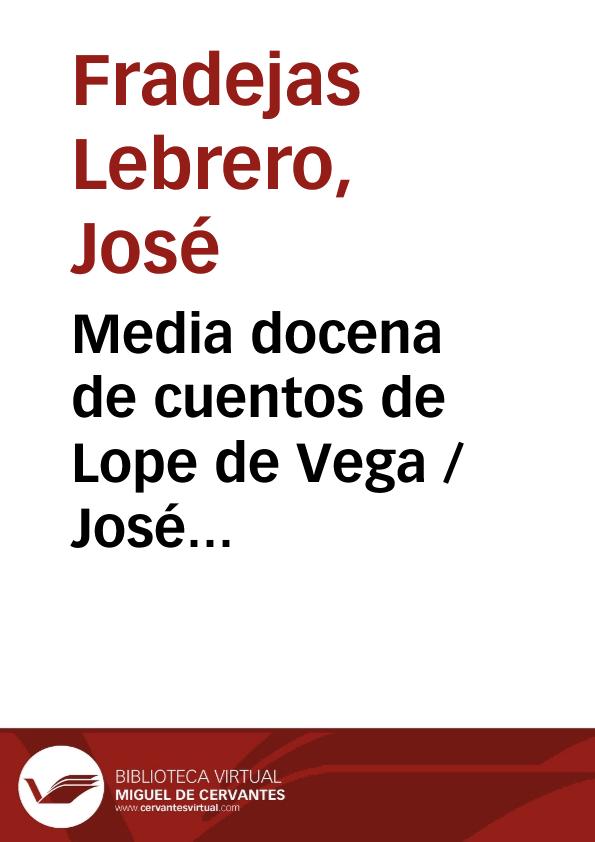 Fradejas
Lebrero,
José
Media docena
de cuentos de
Lope de Vega /
José...
BIBLIOTECA VIRTUAL
MIGUEL DE CERVANTES
www.cervantesvirtual.com